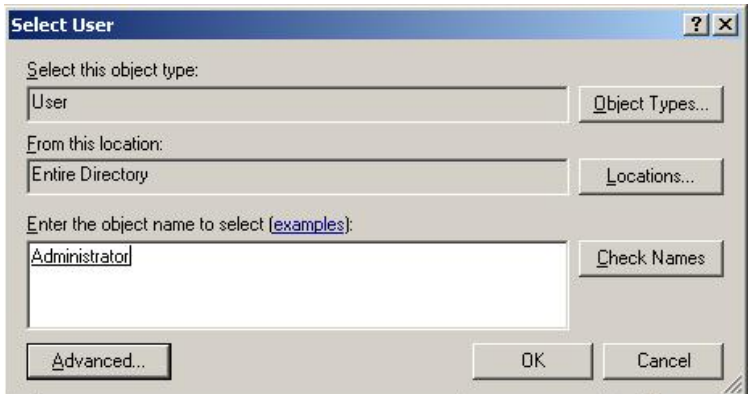 Select User
Select this object type:
User
Object Types...
From this location:
Entire Directory
Locations...
Enter the object name to select (examples):
Administrator
Check Names
Advanced...
OK
Cancel